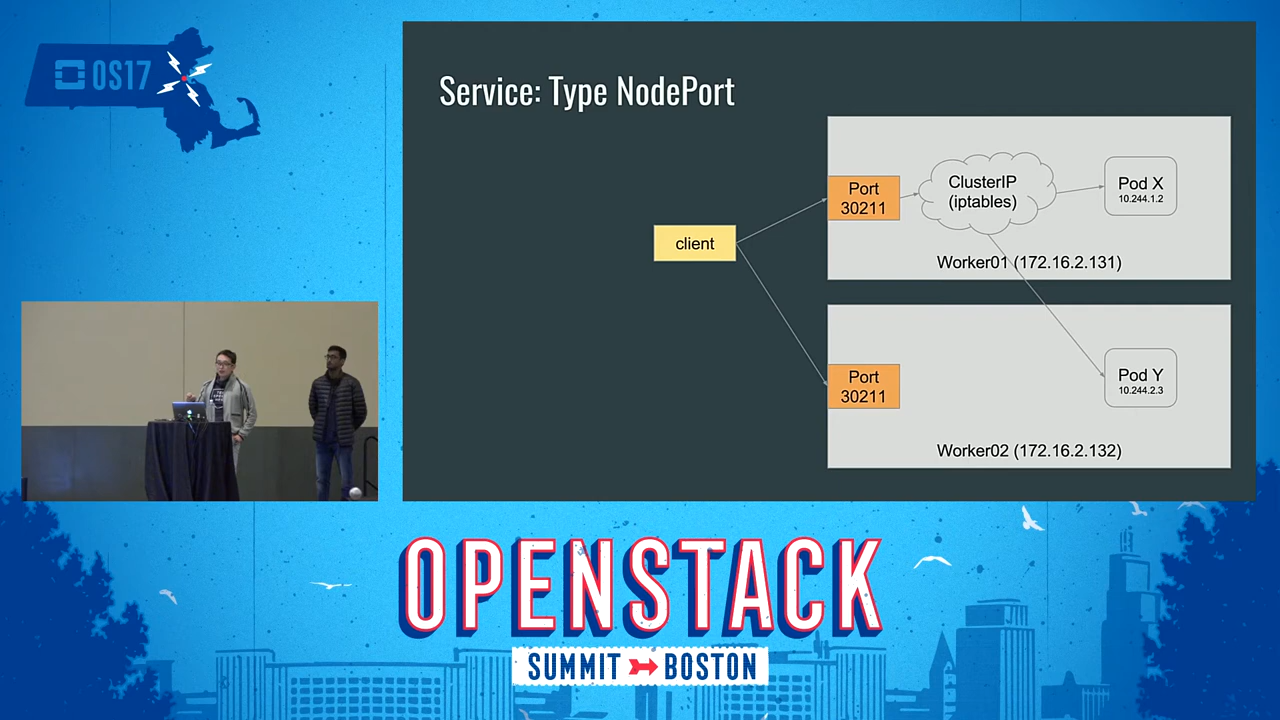 OS17
Service: Type NodePort
Port
30211
ClusterIP
(iptables)
Pod X
10.244.1.2
client
Worker01 (172.16.2.131)
Port
30211
Pod Y
10.244.2.3
Worker02 (172.16.2.132)
OPENSTACK
SUMMIT BOSTON